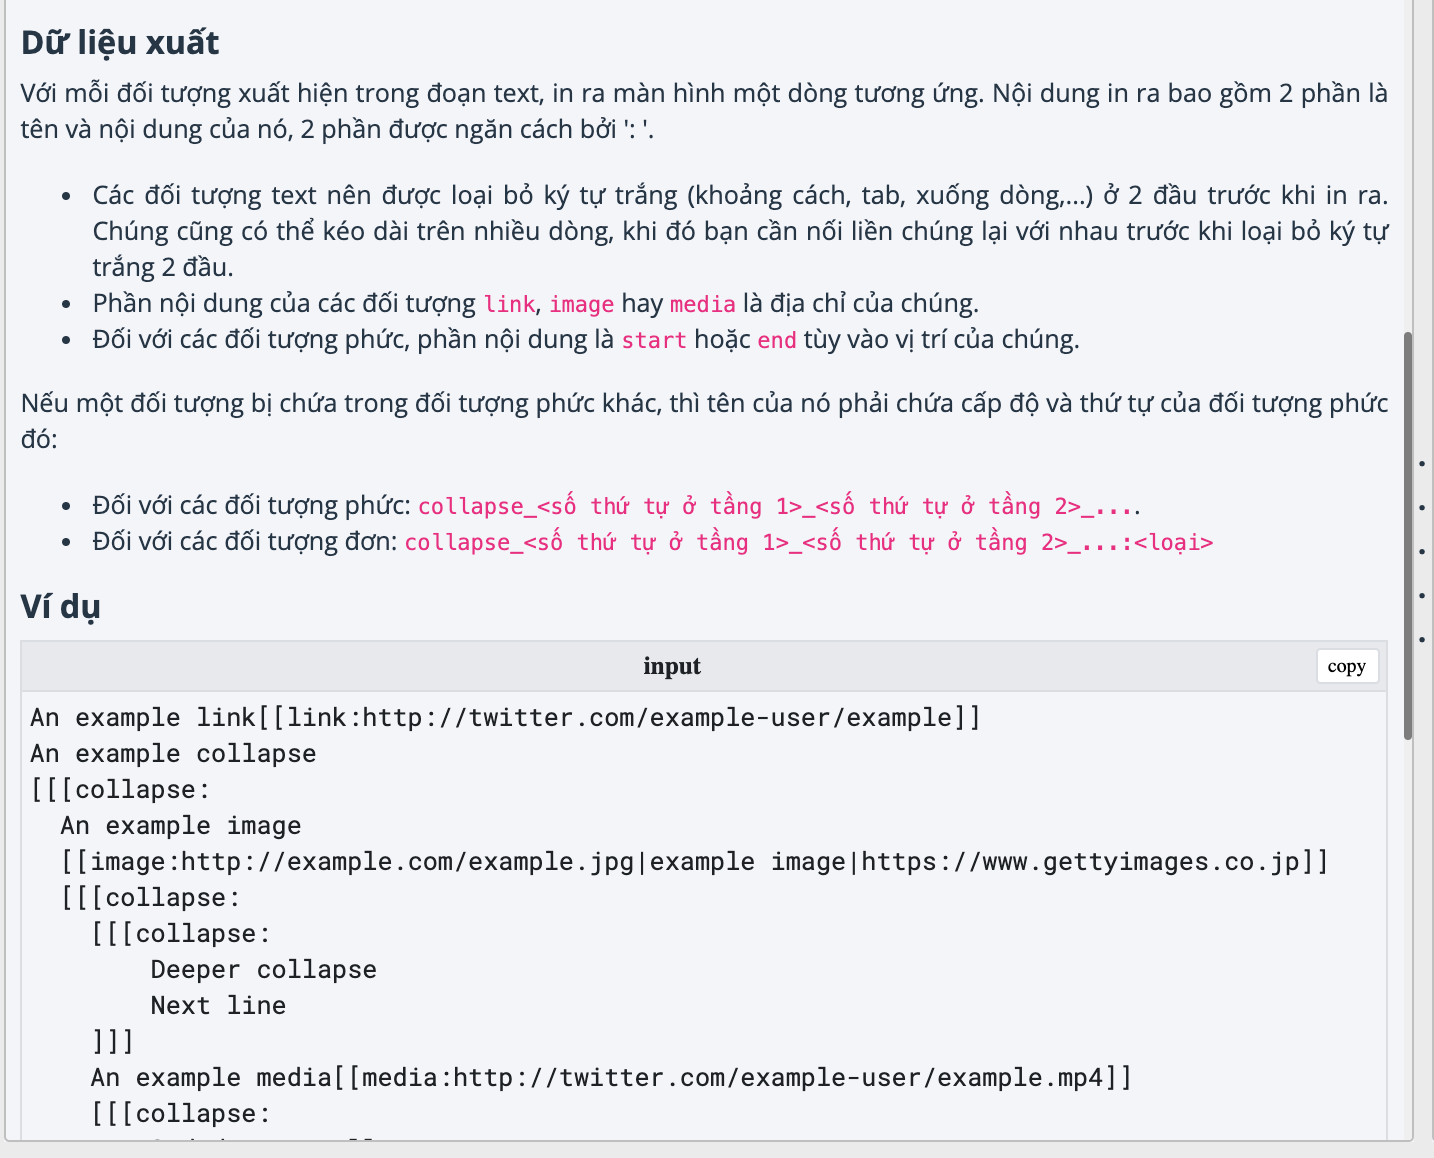 Dữ liệu xuất
Với mỗi đối tượng xuất hiện trong đoạn text, in ra màn hình một dòng tương ứng. Nội dung in ra bao gồm 2 phần là
tên và nội dung của nó, 2 phần được ngăn cách bởi ': '.
• Các đối tượng text nên được loại bỏ ký tự trắng (khoảng cách, tab, xuống dòng,...) ở 2 đầu trước khi in ra.
Chúng cũng có thể kéo dài trên nhiều dòng, khi đó bạn cần nối liền chúng lại với nhau trước khi loại bỏ ký tự
trắng 2 đầu.
• Phần nội dung của các đối tượng link, image hay media là địa chỉ của chúng.
• Đối với các đối tượng phức, phần nội dung là start hoặc end tùy vào vị trí của chúng.
Nếu một đối tượng bị chứa trong đối tượng phức khác, thì tên của nó phải chứa cấp độ và thứ tự của đối tượng phức
đó:
• Đối với các đối tượng phức: collapse_<số thứ tự ở tầng 1>_<số thứ tự ở tầng 2>_....
• Đối với các đối tượng đơn: collapse_<số thứ tự ở tầng 1>_<số thứ tự ở tầng 2>_...:<loại>
Ví dụ
input
copy
An example link[[link:http://twitter.com/example-user/example]]
An example collapse
[[[collapse:
An example image
[[image:http://example.com/example.jpg|example image|https://www.gettyimages.co.jp]]
[[[collapse:
[[[collapse:
Deeper collapse
Next line
]]]
An example media[[media:http://twitter.com/example-user/example.mp4]]
[[[collapse: